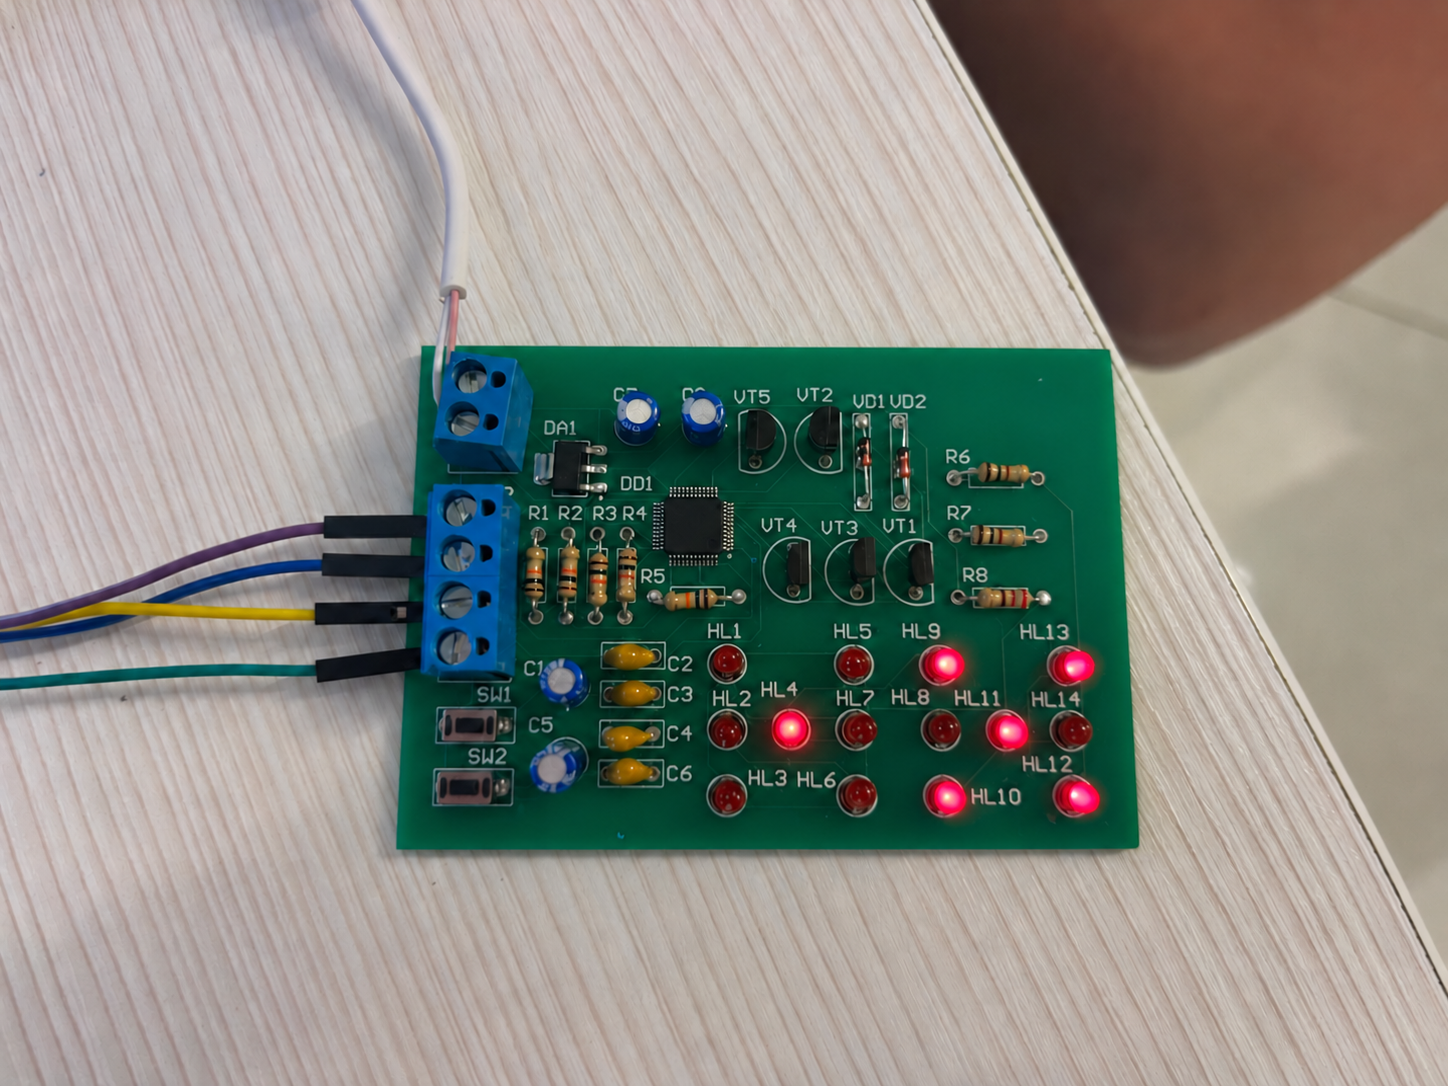 VT5 VT2 VD1 VD2
DA1
R6
DD1
R1 R2 R3 R4
R7
VT4 VT3 VT1
R5
R8
HL1 HL5 HL9 HL13
C1
C2
SW1
C3
HL2 HL4 HL7 HL8 HL11 HL14
C5
C4
SW2
HL12
C6
HL3 HL6
HL10